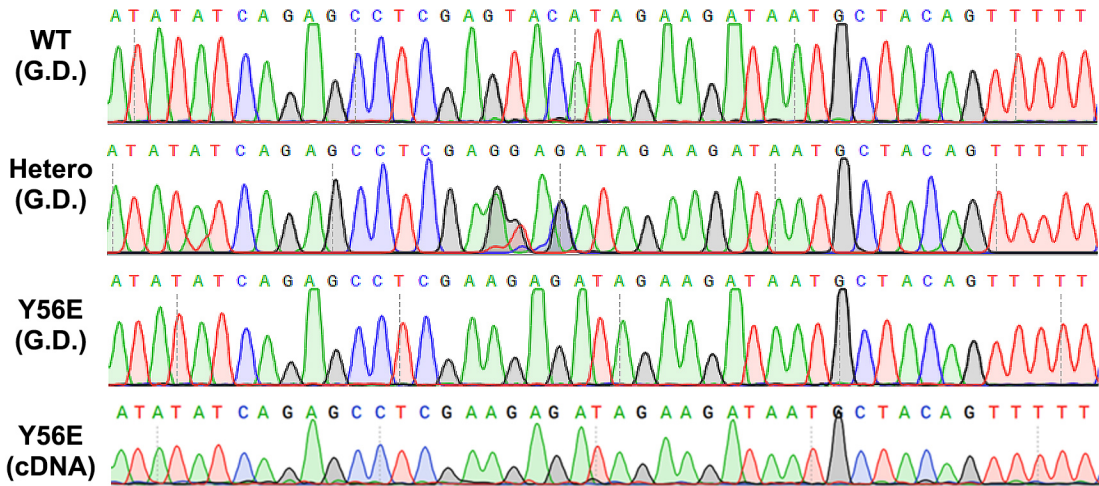 WT
(G.D.)
A T A T A T C A G A G C C T C G A G T A C A T A G A A G A T A A T G C T A C A G T T T T T
Hetero
(G.D.)
A T A T A T C A G A G C C T C G A G G A G A T A G A A G A T A A T G C T A C A G T T T T T
Y56E
(G.D.)
A T A T A T C A G A G C C T C G A A G A G A T A G A A G A T A A T G C T A C A G T T T T T
Y56E
(cDNA)
A T A T A T C A G A G C C T C G A A G A G A T A G A A G A T A A T G C T A C A G T T T T T